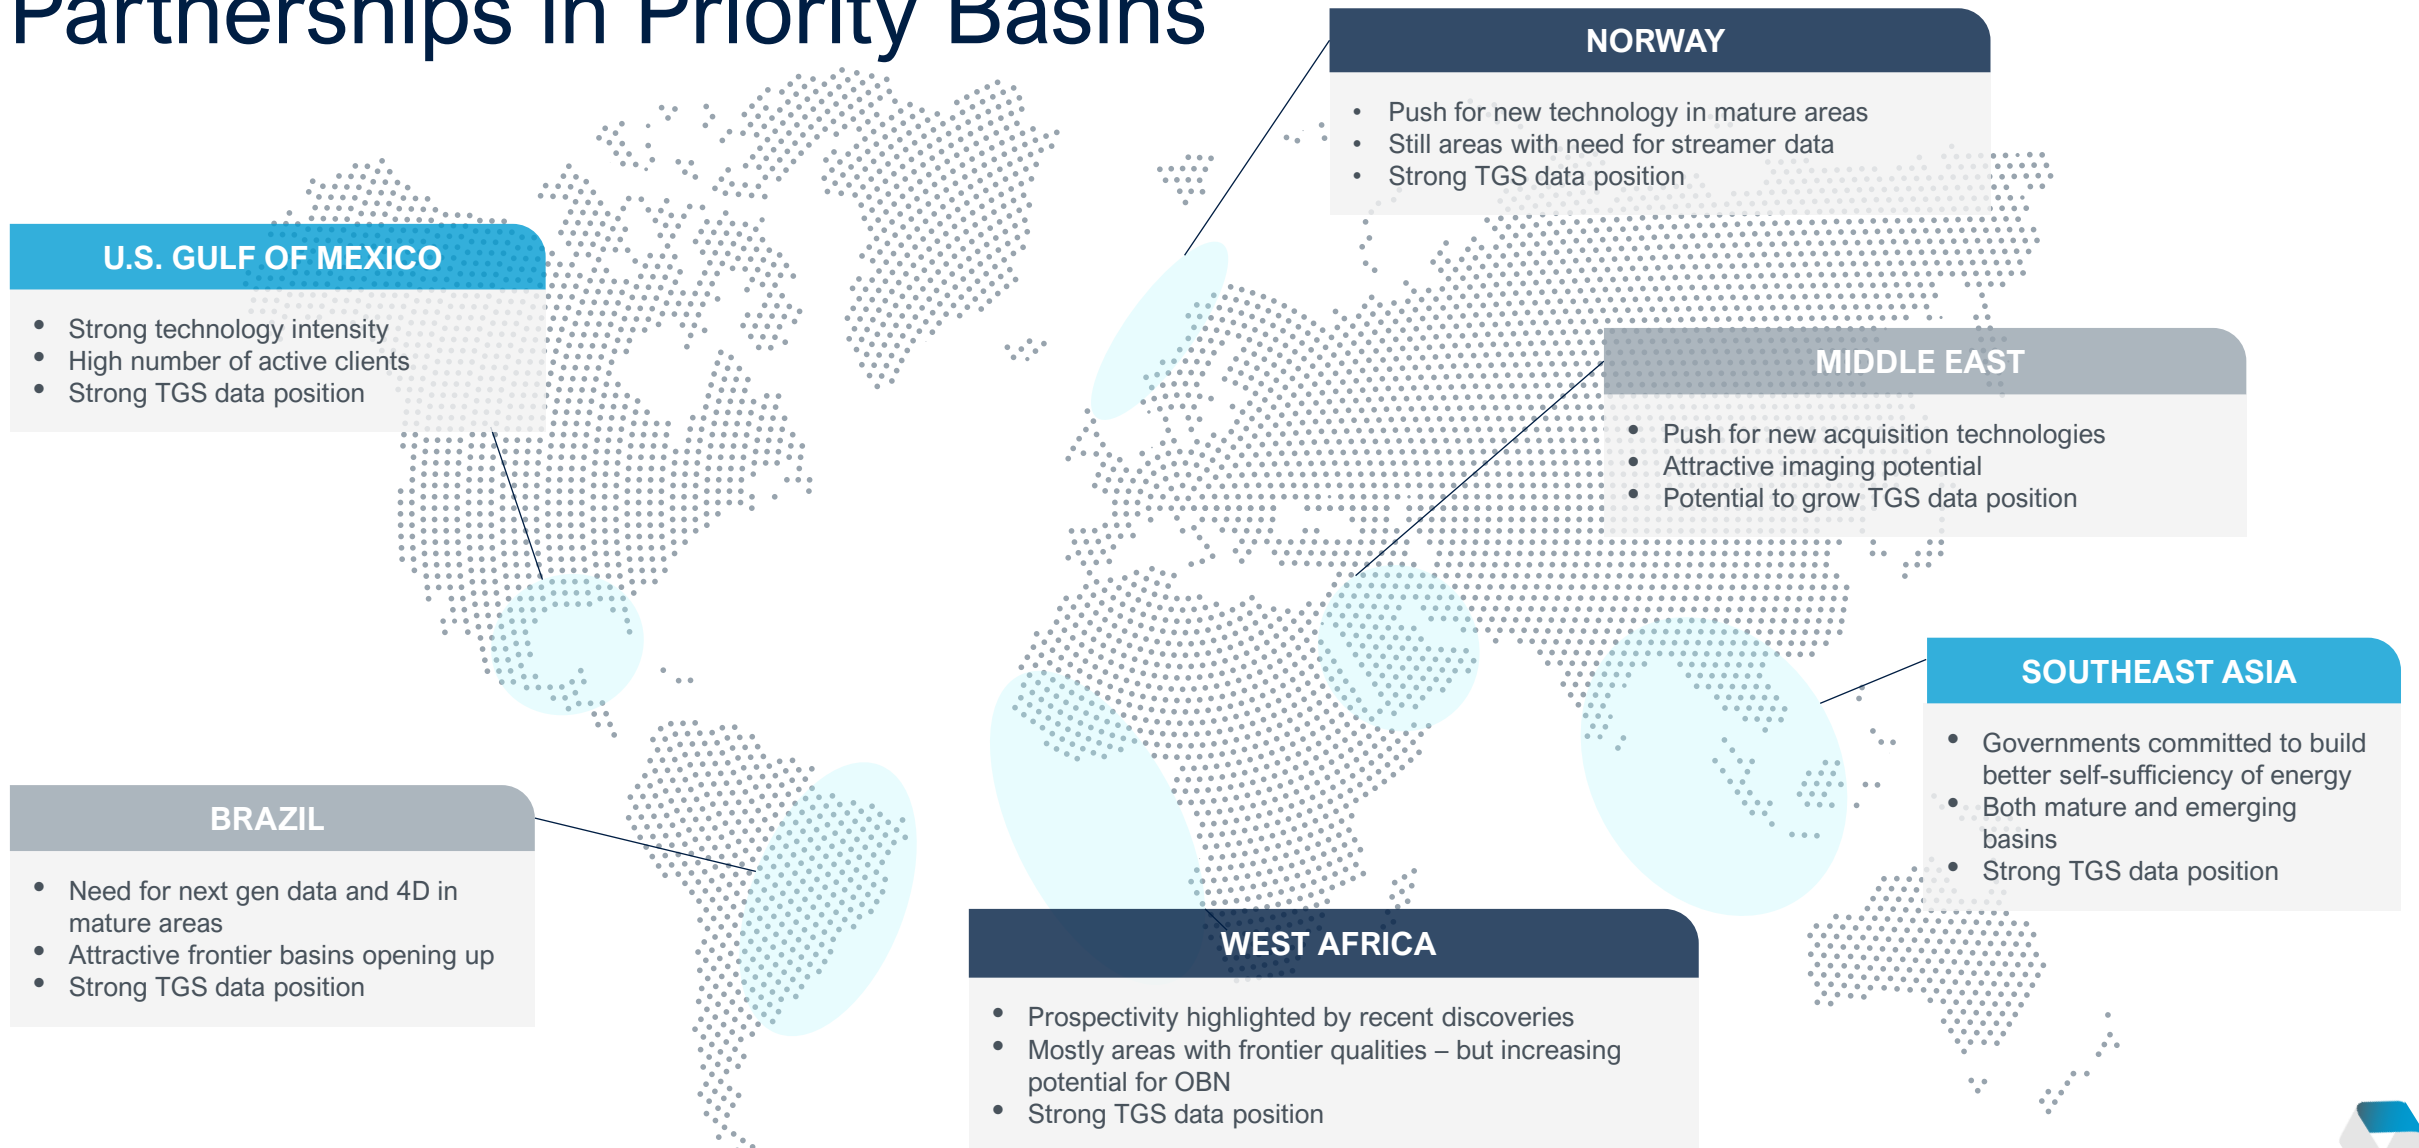 Partnerships in Priority Basins
NORWAY
• Push for new technology in mature areas
• Still areas with need for streamer data
• Strong TGS data position
U.S. GULF OF MEXICO
• Strong technology intensity
• High number of active clients
• Strong TGS data position
MIDDLE EAST
• Push for new acquisition technologies
• Attractive imaging potential
• Potential to grow TGS data position
SOUTHEAST ASIA
• Governments committed to build
better self-sufficiency of energy
• Both mature and emerging
basins
• Strong TGS data position
BRAZIL
• Need for next gen data and 4D in
mature areas
• Attractive frontier basins opening up
• Strong TGS data position
WEST AFRICA
• Prospectivity highlighted by recent discoveries
• Mostly areas with frontier qualities – but increasing
potential for OBN
• Strong TGS data position